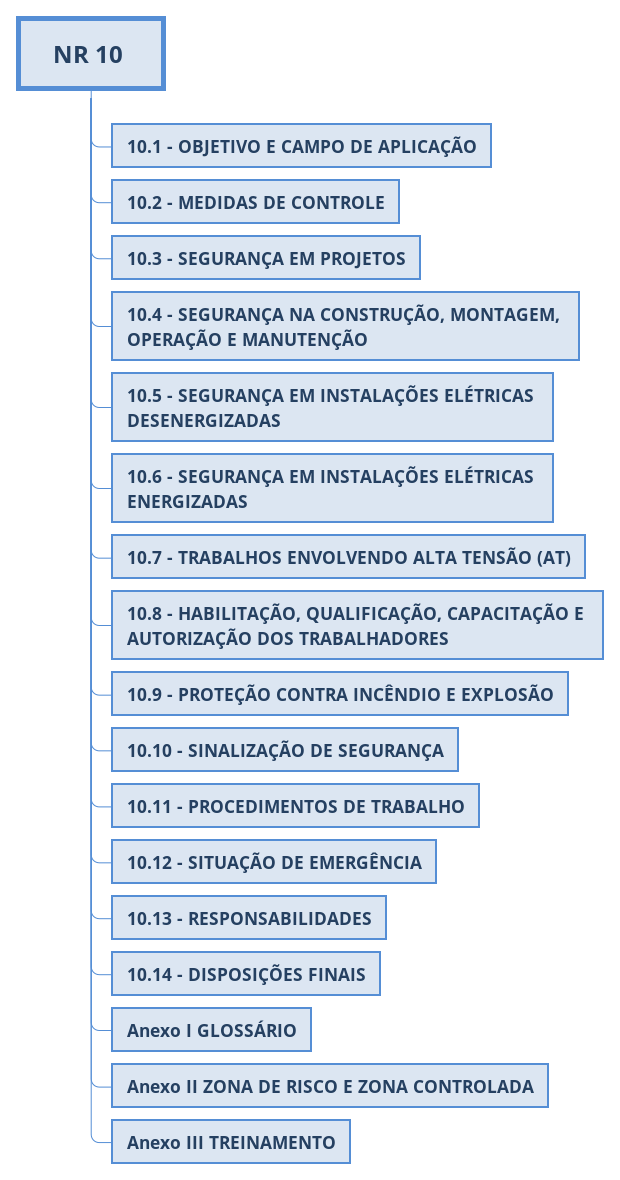 NR 10
10.1 - OBJETIVO E CAMPO DE APLICAÇÃO
10.2 - MEDIDAS DE CONTROLE
10.3 - SEGURANÇA EM PROJETOS
10.4 - SEGURANÇA NA CONSTRUÇÃO, MONTAGEM,
OPERAÇÃO E MANUTENÇÃO
10.5 - SEGURANÇA EM INSTALAÇÕES ELÉTRICAS
DESENERGIZADAS
10.6 - SEGURANÇA EM INSTALAÇÕES ELÉTRICAS
ENERGIZADAS
10.7 - TRABALHOS ENVOLVENDO ALTA TENSÃO (AT)
10.8 - HABILITAÇÃO, QUALIFICAÇÃO, CAPACITAÇÃO E
AUTORIZAÇÃO DOS TRABALHADORES
10.9 - PROTEÇÃO CONTRA INCÊNDIO E EXPLOSÃO
10.10 - SINALIZAÇÃO DE SEGURANÇA
10.11 - PROCEDIMENTOS DE TRABALHO
10.12 - SITUAÇÃO DE EMERGÊNCIA
10.13 - RESPONSABILIDADES
10.14 - DISPOSIÇÕES FINAIS
Anexo I GLOSSÁRIO
Anexo II ZONA DE RISCO E ZONA CONTROLADA
Anexo III TREINAMENTO